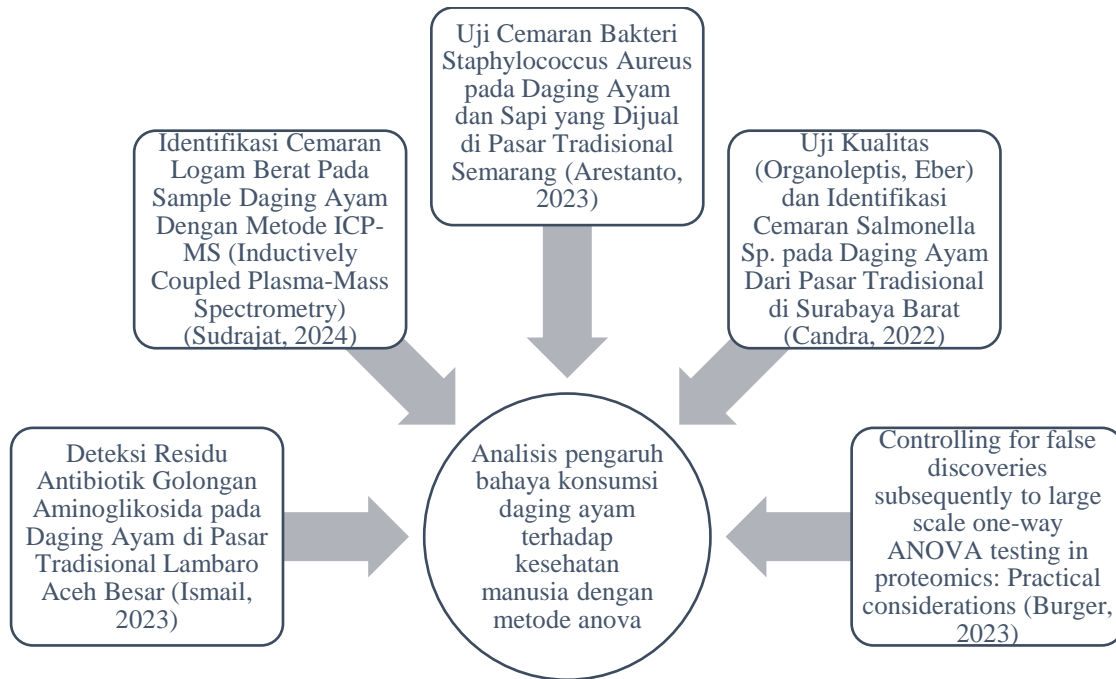 Deteksi Residu
Antibiotik Golongan
Aminoglikosida pada
Daging Ayam di Pasar
Tradisional Lambaro
Aceh Besar (Ismail,
2023)
Identifikasi Cemaran
Logam Berat Pada
Sample Daging Ayam
Dengan Metode ICP-
MS (Inductively
Coupled Plasma-Mass
Spectrometry)
(Sudrajat, 2024)
Uji Cemaran Bakteri
Staphylococcus Aureus
pada Daging Ayam
dan Sapi yang Dijual
di Pasar Tradisional
Semarang (Arestanto,
2023)
Uji Kualitas
(Organoleptis, Eber)
dan Identifikasi
Cemaran Salmonella
Sp. pada Daging Ayam
Dari Pasar Tradisional
di Surabaya Barat
(Candra, 2022)
Controlling for false
discoveries
subsequently to large
scale one-way
ANOVA testing in
proteomics: Practical
considerations (Burger,
2023)
Analisis pengaruh
bahaya konsumsi
daging ayam
terhadap
kesehatan
manusia dengan
metode anova